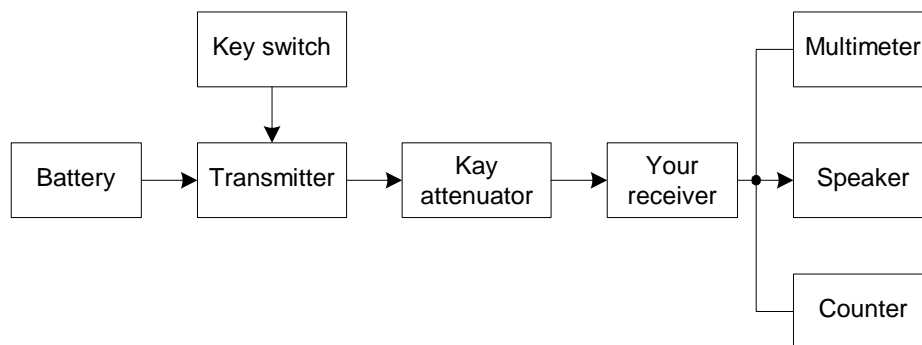 Key switch
Multimeter
Battery
Transmitter
Kay
attenuator
Your
receiver
Speaker
Counter